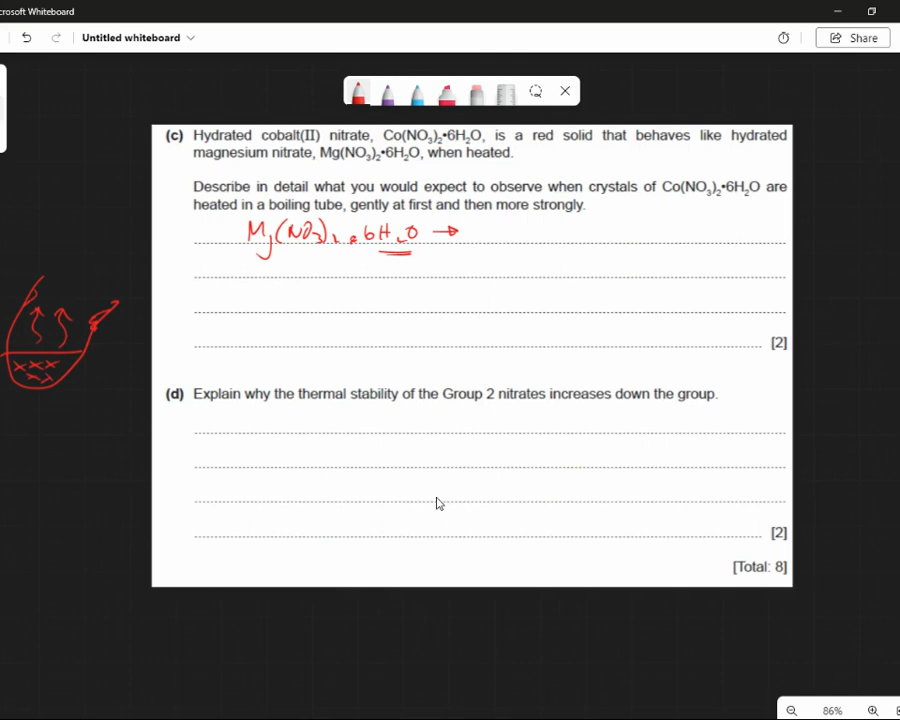 crosoft Whiteboard
Untitled whiteboard
Share
(c) Hydrated cobalt(II) nitrate, Co(NO₃)₂•6H₂O, is a red solid that behaves like hydrated
magnesium nitrate, Mg(NO₃)₂•6H₂O, when heated.
Describe in detail what you would expect to observe when crystals of Co(NO₃)₂•6H₂O are
heated in a boiling tube, gently at first and then more strongly.
Mg(NO₃)₂.6H₂O →
[2]
(d) Explain why the thermal stability of the Group 2 nitrates increases down the group.
[2]
[Total: 8]
86%